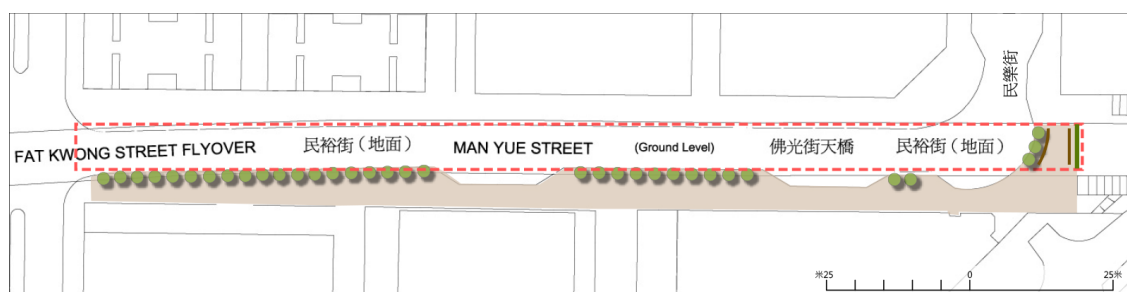 民樂街
FAT KWONG STREET FLYOVER
民裕街（地面）
MAN YUE STREET
(Ground Level)
佛光街天橋
民裕街（地面）
米25
0
25米